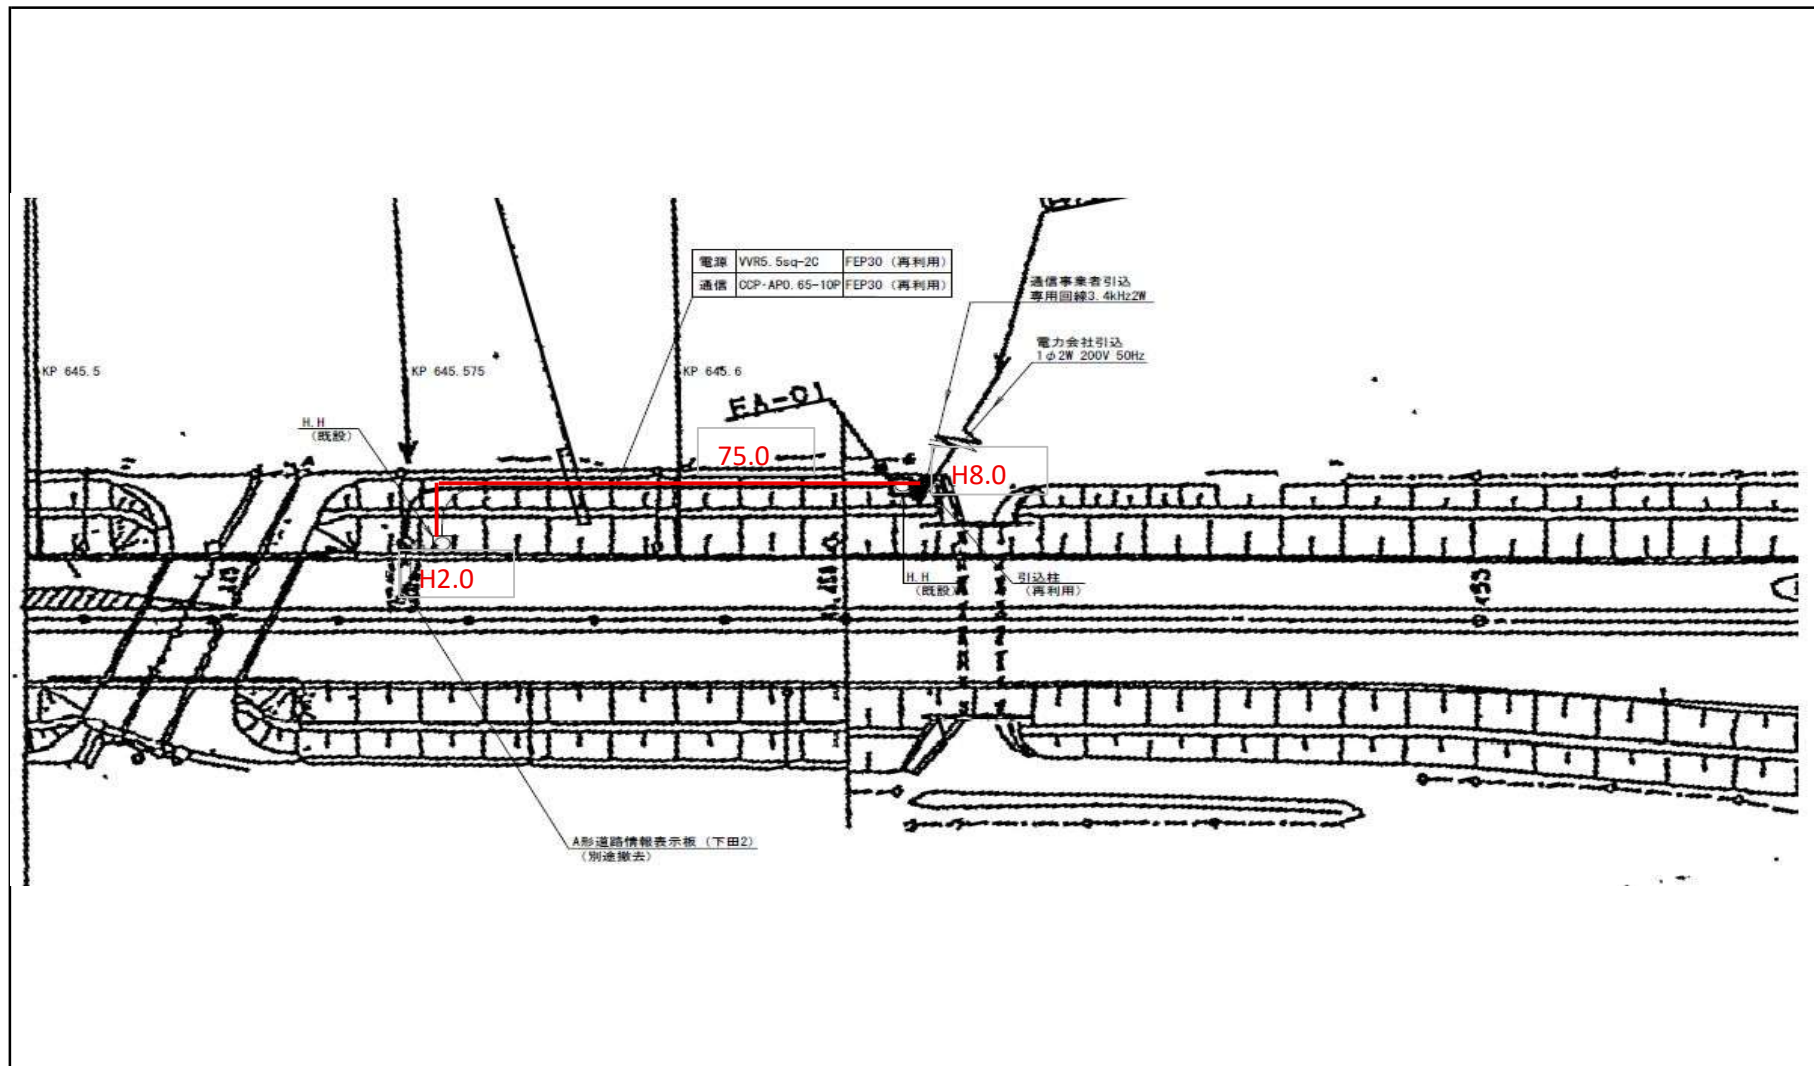 電源 VVR5.5sq-2C FEP30（再利用）
通信 CCP-AP0.65-10P FEP30（再利用）
通信事業者引込
専用回線3.4kHz2W
電力会社引込
1φ2W 200V 50Hz
KP 645.5
KP 645.575
KP 645.6
EA-01
H.H
（既設）
75.0
H8.0
H2.0
H.H
（既設）
引込柱
（再利用）
A形道路情報表示板（下田2）
（別途撤去）